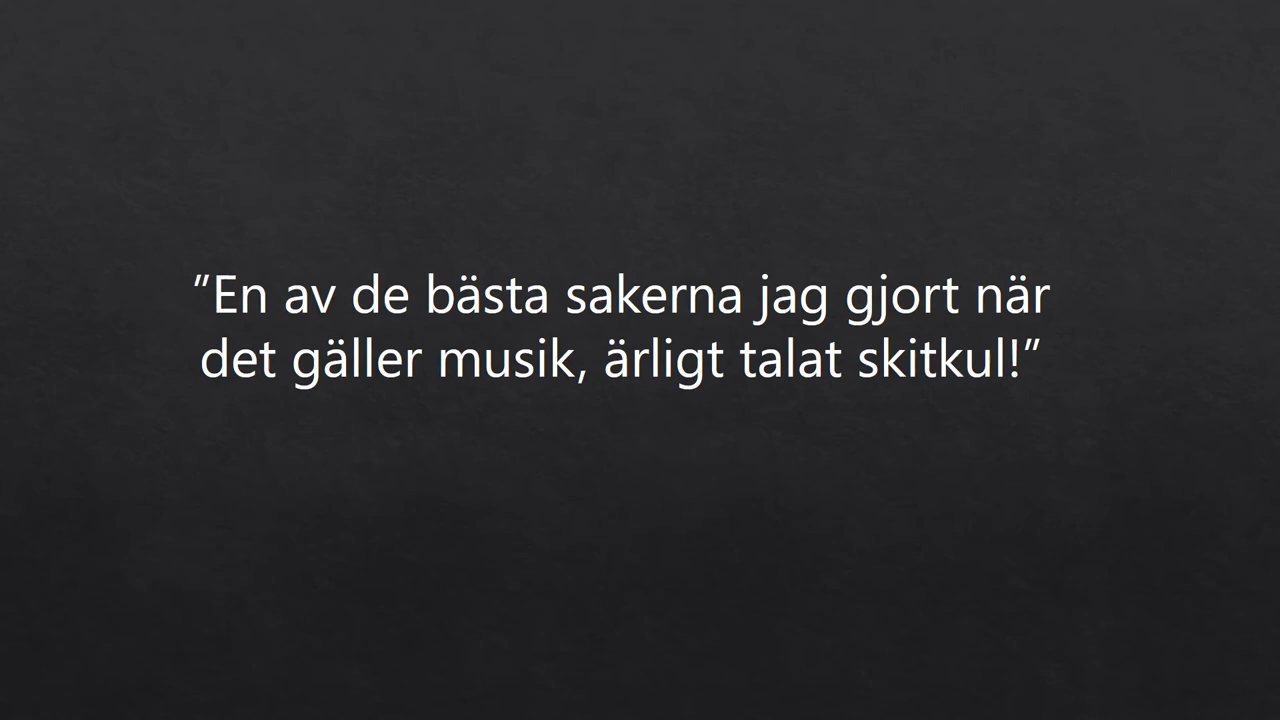 ”En av de bästa sakerna jag gjort när
det gäller musik, ärligt talat skitkul!”